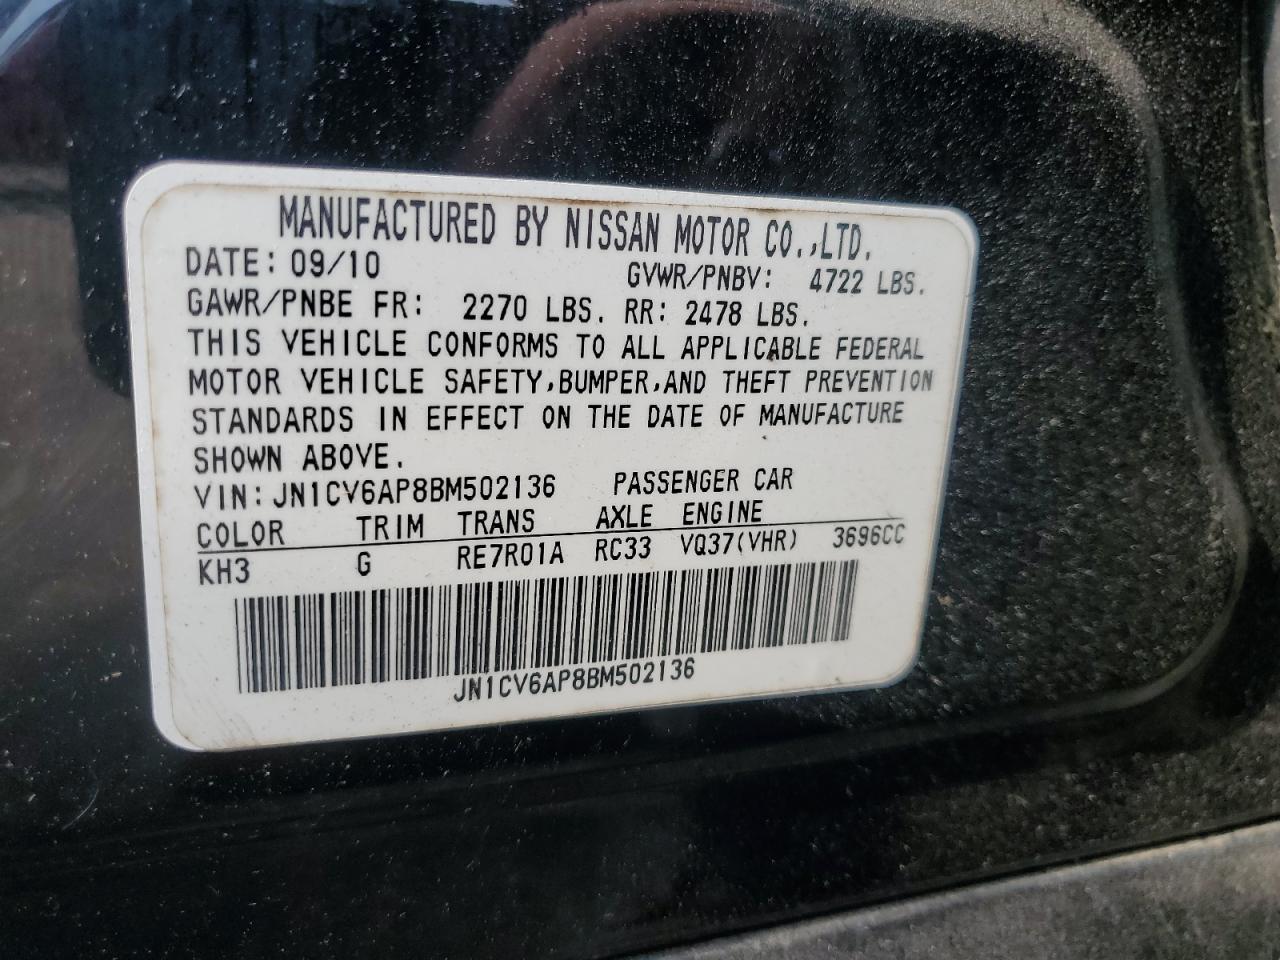 MANUFACTURED BY NISSAN MOTOR CO.,LTD.
DATE: 09/10 GVWR/PNBV: 4722 LBS.
GAWR/PNBE FR: 2270 LBS. RR: 2478 LBS.
THIS VEHICLE CONFORMS TO ALL APPLICABLE FEDERAL
MOTOR VEHICLE SAFETY,BUMPER,AND THEFT PREVENTION
STANDARDS IN EFFECT ON THE DATE OF MANUFACTURE
SHOWN ABOVE.
VIN: JN1CV6AP8BM502136 PASSENGER CAR
COLOR TRIM TRANS AXLE ENGINE
KH3 G RE7R01A RC33 VQ37(VHR) 3696CC
JN1CV6AP8BM502136